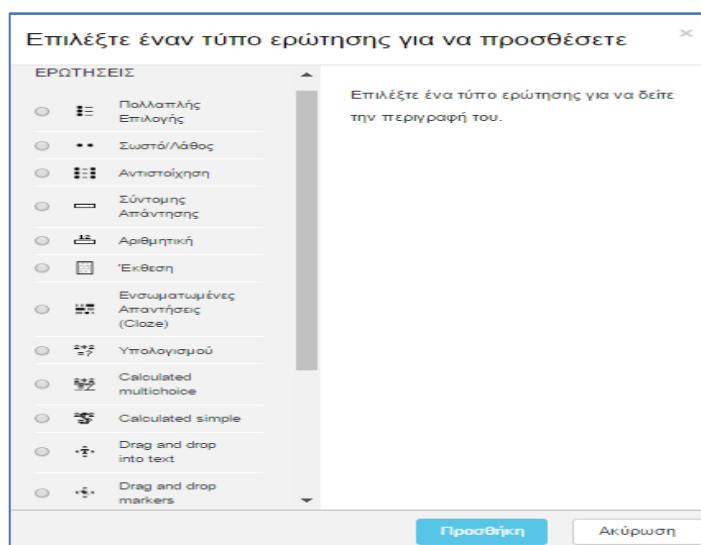 Επιλέξτε έναν τύπο ερώτησης για να προσθέσετε
×
ΕΡΩΤΗΣΕΙΣ
Πολλαπλής
Επιλογής
Σωστό/Λάθος
Αντιστοίχηση
Σύντομης
Απάντησης
Αριθμητική
Έκθεση
Ενσωματωμένες
Απαντήσεις
(Cloze)
Υπολογισμού
Calculated
multichoice
Calculated simple
Drag and drop
into text
Drag and drop
markers
Επιλέξτε ένα τύπο ερώτησης για να δείτε
την περιγραφή του.
Προσθήκη
Ακύρωση